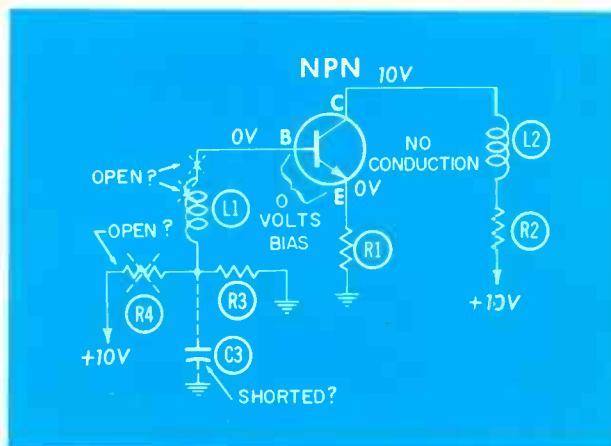 NPN
10V
C
0V
B
NO
CONDUCTION
L2
OPEN?
L1
0
VOLTS
BIAS
E
0V
OPEN?
R1
R2
R4
R3
+10V
+10V
C3
SHORTED?